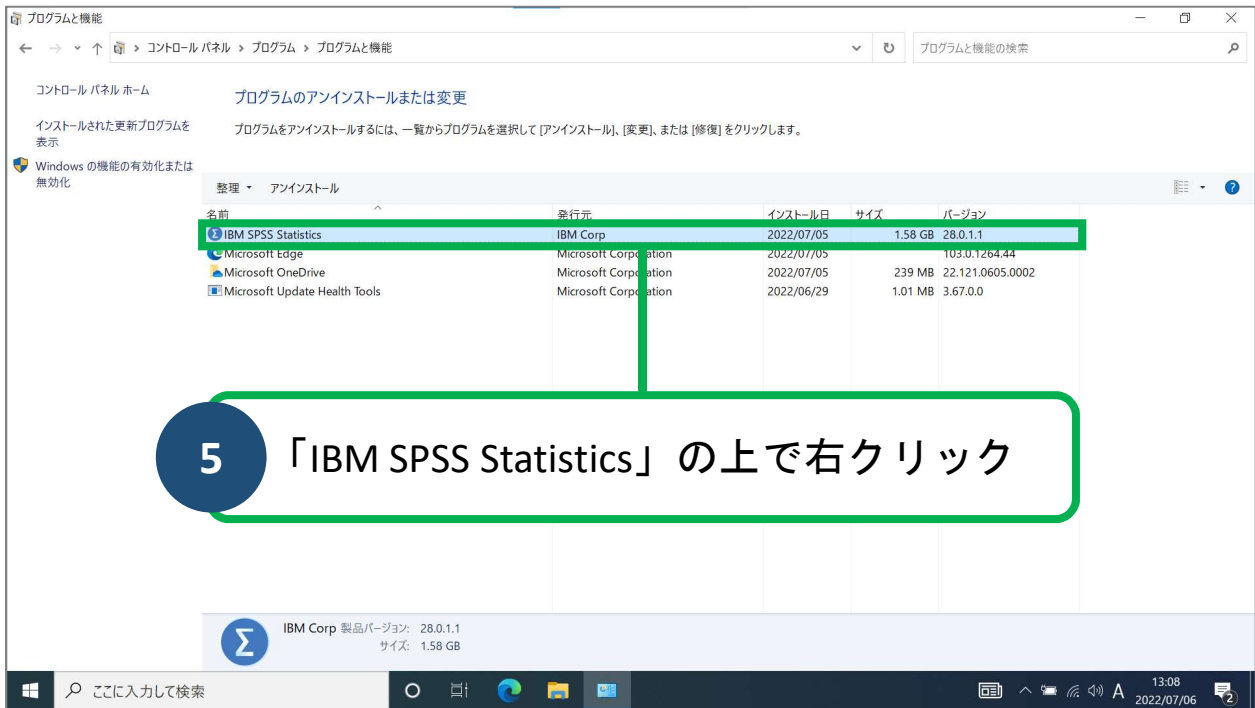 プログラムと機能
コントロール パネル > プログラム > プログラムと機能
プログラムと機能の検索
コントロール パネル ホーム
インストールされた更新プログラムを
表示
Windows の機能の有効化または
無効化
プログラムのアンインストールまたは変更
プログラムをアンインストールするには、一覧からプログラムを選択して [アンインストール]、[変更]、または [修復] をクリックします。
整理 アンインストール
名前 発行元 インストール日 サイズ バージョン
IBM SPSS Statistics IBM Corp 2022/07/05 1.58 GB 28.0.1.1
Microsoft Edge Microsoft Corporation 2022/07/05 103.0.1264.44
Microsoft OneDrive Microsoft Corporation 2022/07/05 239 MB 22.121.0605.0002
Microsoft Update Health Tools Microsoft Corporation 2022/06/29 1.01 MB 3.67.0.0
5 「IBM SPSS Statistics」の上で右クリック
IBM Corp 製品バージョン: 28.0.1.1
サイズ: 1.58 GB
ここに入力して検索
A
13:08
2022/07/06
2